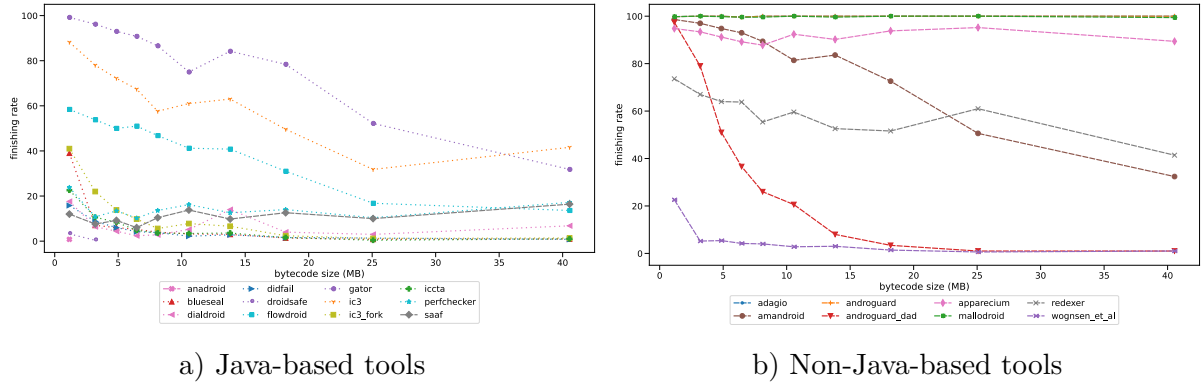 100
80
60
40
20
0
finishing rate
0
5
10
15
20
25
30
35
40
bytecode size (MB)
anadroid
didfail
gator
iccta
blueseal
droidsafe
ic3
perfchecker
dialdroid
flowdroid
ic3_fork
saaf
a) Java-based tools
100
80
60
40
20
0
finishing rate
0
5
10
15
20
25
30
35
40
bytecode size (MB)
adagio
androguard
apparecium
redexer
amandroid
androguard_dad
mallodroid
wognsen_et_al
b) Non-Java-based tools